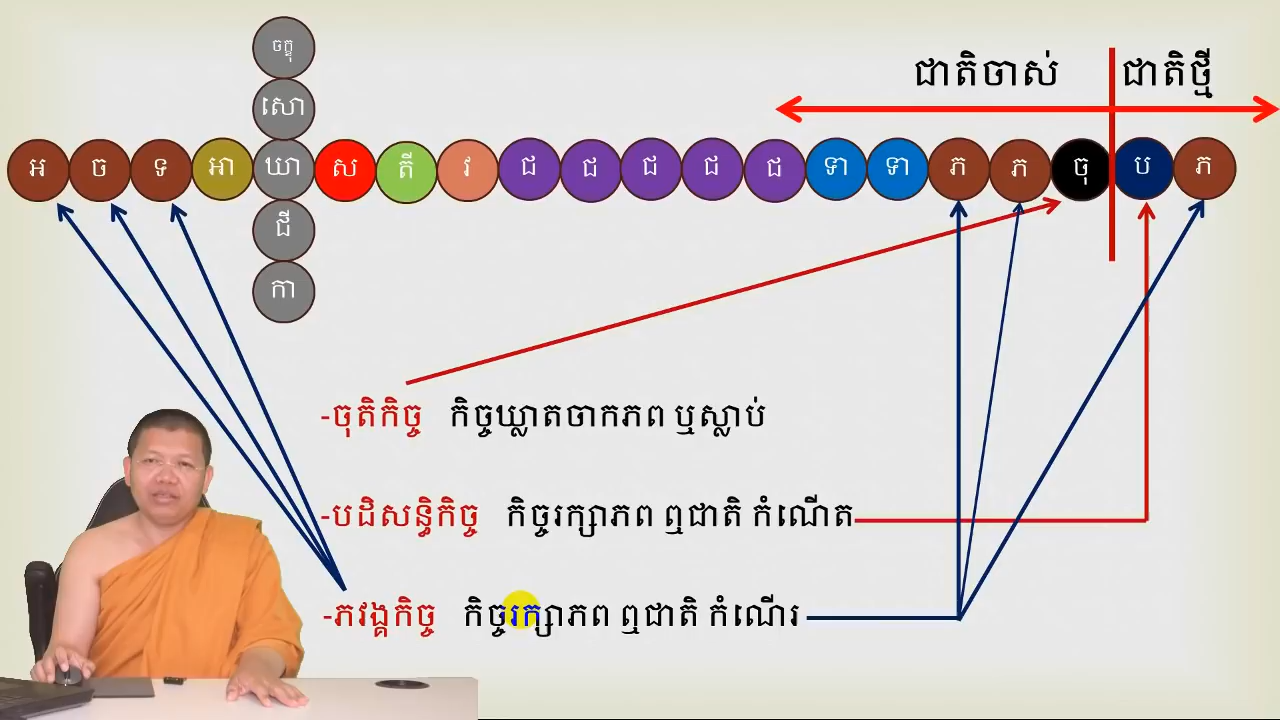 ចក្ខុ
សោ
ជាតិចាស់ ជាតិថ្មី
អ ច ទ អា ឃា ស តី វ ជ ជ ជ ជ ជ ទា ទា ភ ភ ចុ ប ភ
ជី
កា
-ចុតិកិច្ច កិច្ចឃ្លាតចាកភព ឬស្លាប់
-បដិសន្ធិកិច្ច កិច្ចរក្សាភព ឮជាតិ កំណើត
-ភវង្គកិច្ច កិច្ចរក្សាភព ឮជាតិ កំណើរ